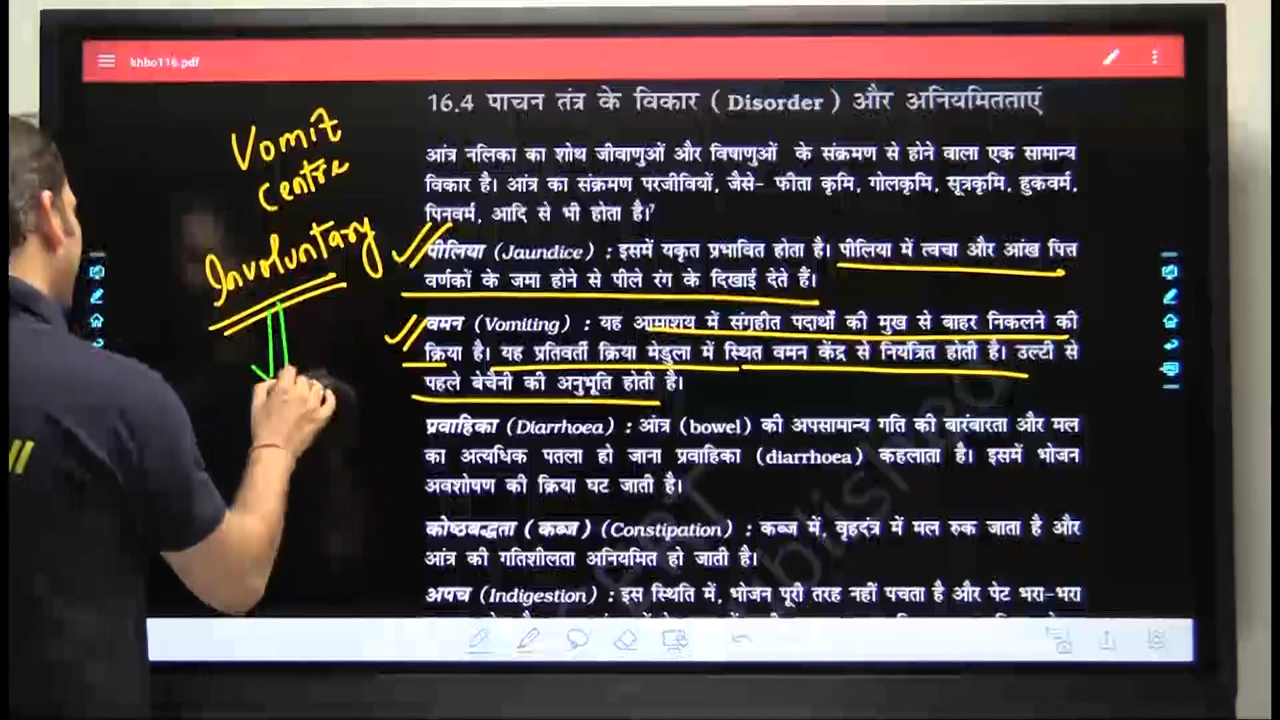 khbo116.pdf
16.4 पाचन तंत्र के विकार (Disorder) और अनियमितताएं
Vomit
Centre
Involuntary
आंत्र नलिका का शोथ जीवाणुओं और विषाणुओं के संक्रमण से होने वाला एक सामान्य
विकार है। आंत्र का संक्रमण परजीवियों, जैसे- फीता कृमि, गोलकृमि, सूत्रकृमि, हुकवर्म,
पिनवर्म, आदि से भी होता है।
पीलिया (Jaundice) : इसमें यकृत प्रभावित होता है। पीलिया में त्वचा और आंख पित्त
वर्णकों के जमा होने से पीले रंग के दिखाई देते हैं।
वमन (Vomiting) : यह आमाशय में संगृहीत पदार्थों की मुख से बाहर निकलने की
क्रिया है। यह प्रतिवर्ती क्रिया मेडुला में स्थित वमन केंद्र से नियंत्रित होती है। उल्टी से
पहले बेचैनी की अनुभूति होती है।
प्रवाहिका (Diarrhoea) : आंत्र (bowel) की अपसामान्य गति की बारंबारता और मल
का अत्यधिक पतला हो जाना प्रवाहिका (diarrhoea) कहलाता है। इसमें भोजन
अवशोषण की क्रिया घट जाती है।
कोष्ठबद्धता (कब्ज) (Constipation) : कब्ज में, वृहदंत्र में मल रुक जाता है और
आंत्र की गतिशीलता अनियमित हो जाती है।
अपच (Indigestion) : इस स्थिति में, भोजन पूरी तरह नहीं पचता है और पेट भरा-भरा